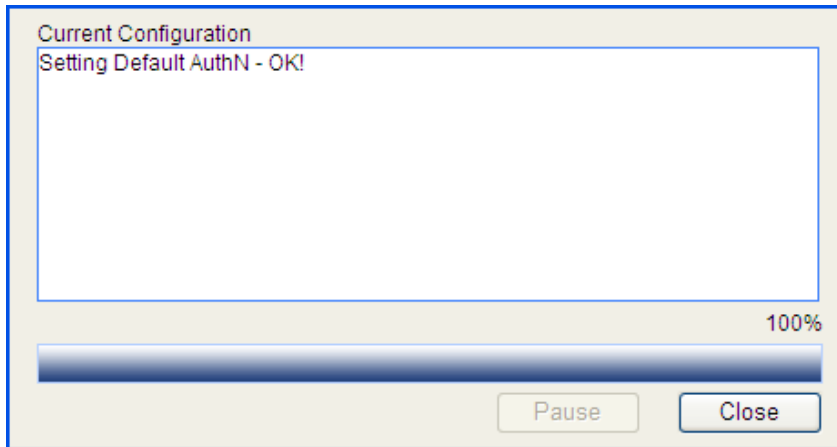 Current Configuration
Setting Default AuthN - OK!
100%
Pause
Close